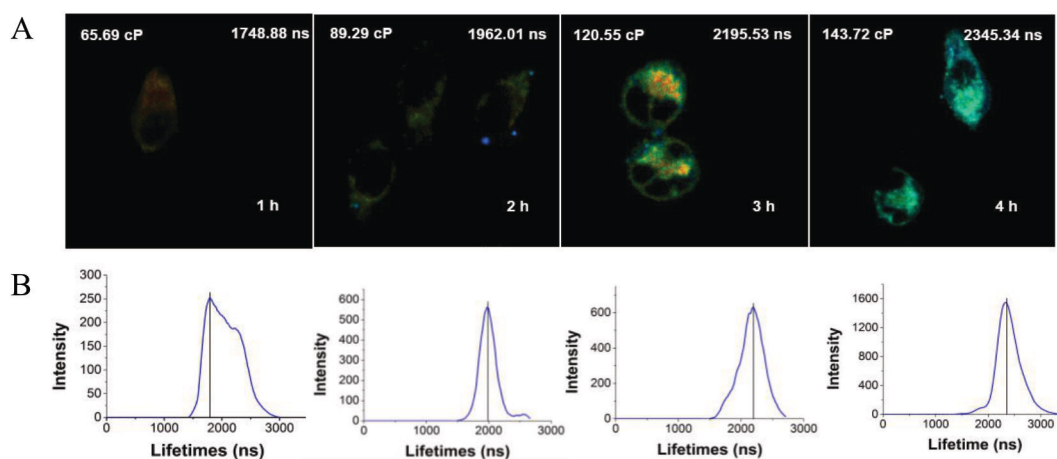 A
65.69 cP 1748.88 ns
1 h
89.29 cP 1962.01 ns
2 h
120.55 cP 2195.53 ns
3 h
143.72 cP 2345.34 ns
4 h
B
Intensity
300
250
200
150
100
50
0
0 1000 2000 3000
Lifetimes (ns)
Intensity
600
500
400
300
200
100
0
0 1000 2000 3000
Lifetimes (ns)
Intensity
600
400
200
0
0 1000 2000 3000
Lifetimes (ns)
Intensity
1600
1200
800
400
0
0 1000 2000 3000
Lifetime (ns)